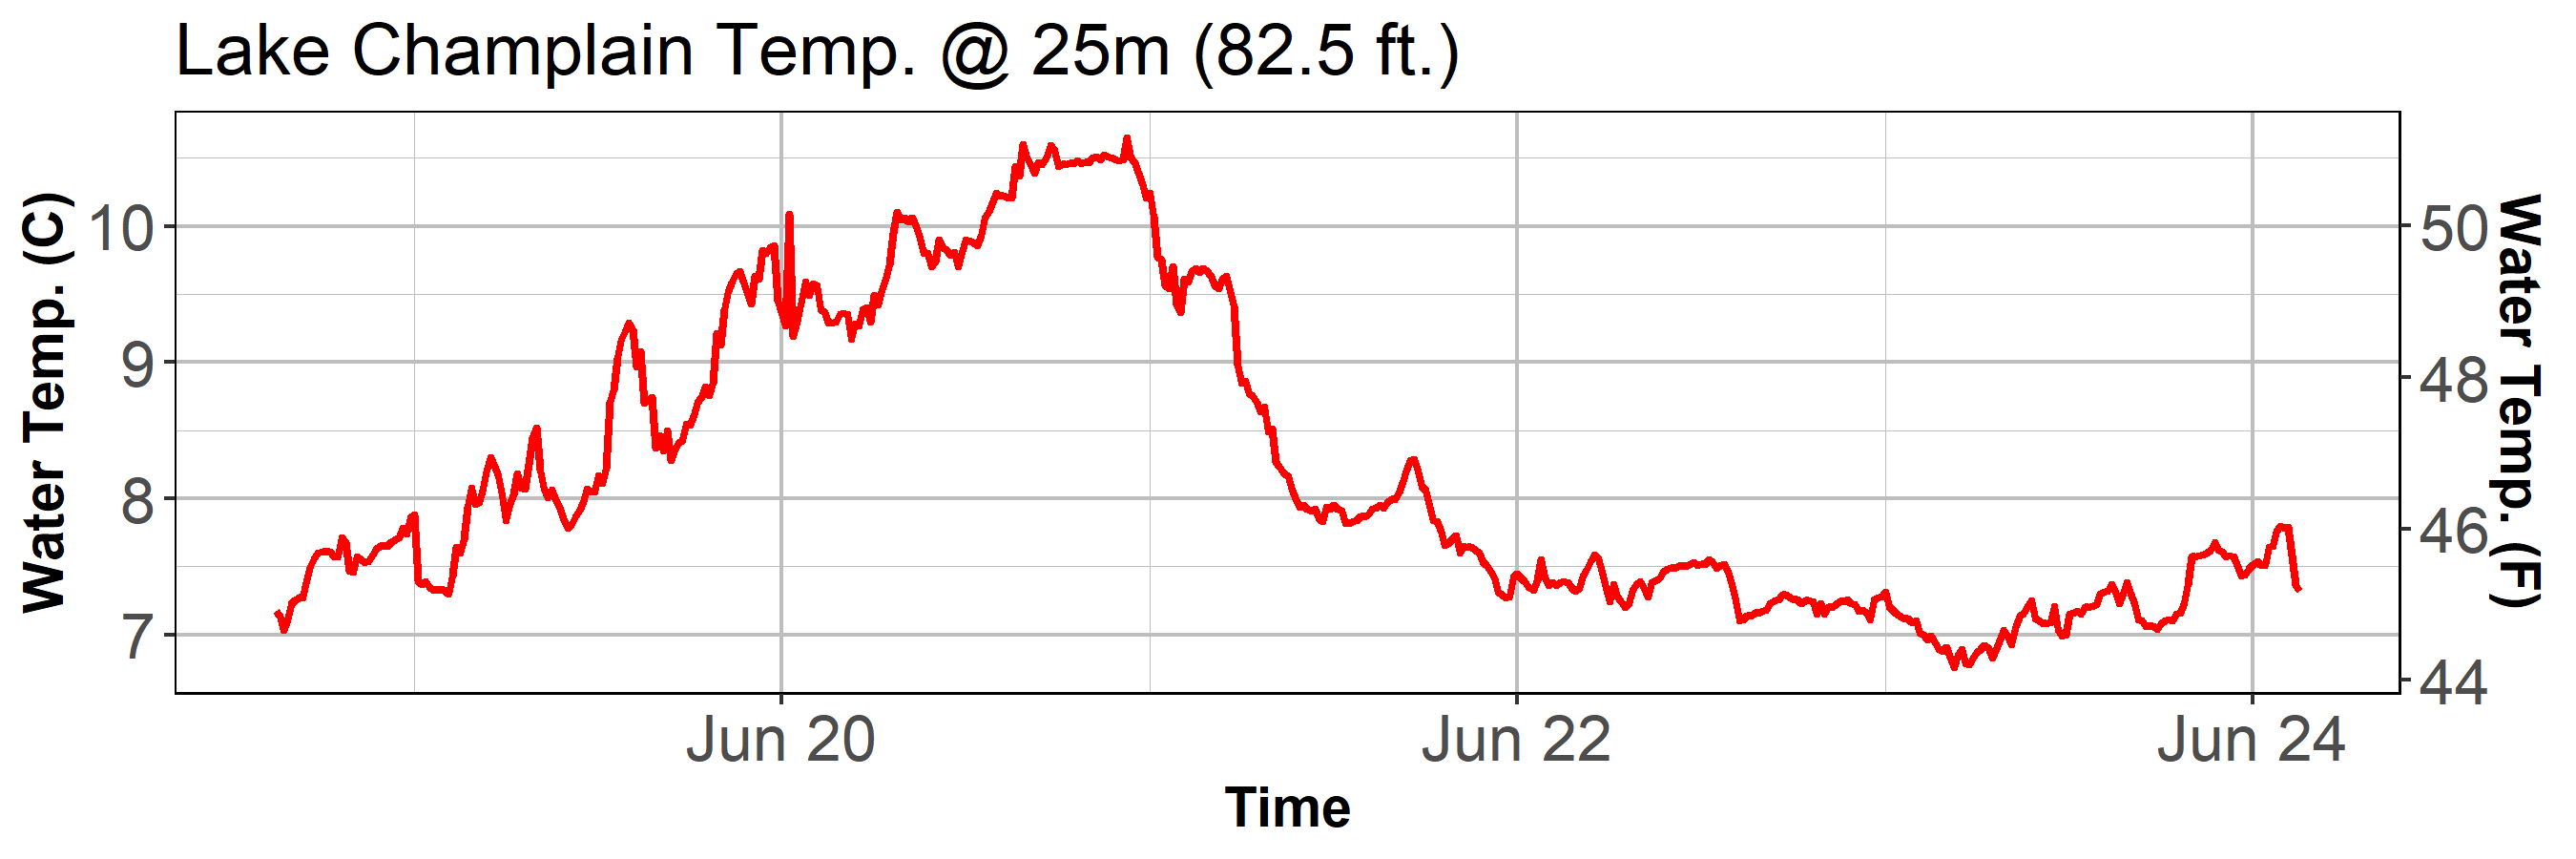 Lake Champlain Temp. @ 25m (82.5 ft.)
Water Temp. (C)
10
9
8
7
50
48
46
44
Water Temp. (F)
Jun 20
Jun 22
Jun 24
Time